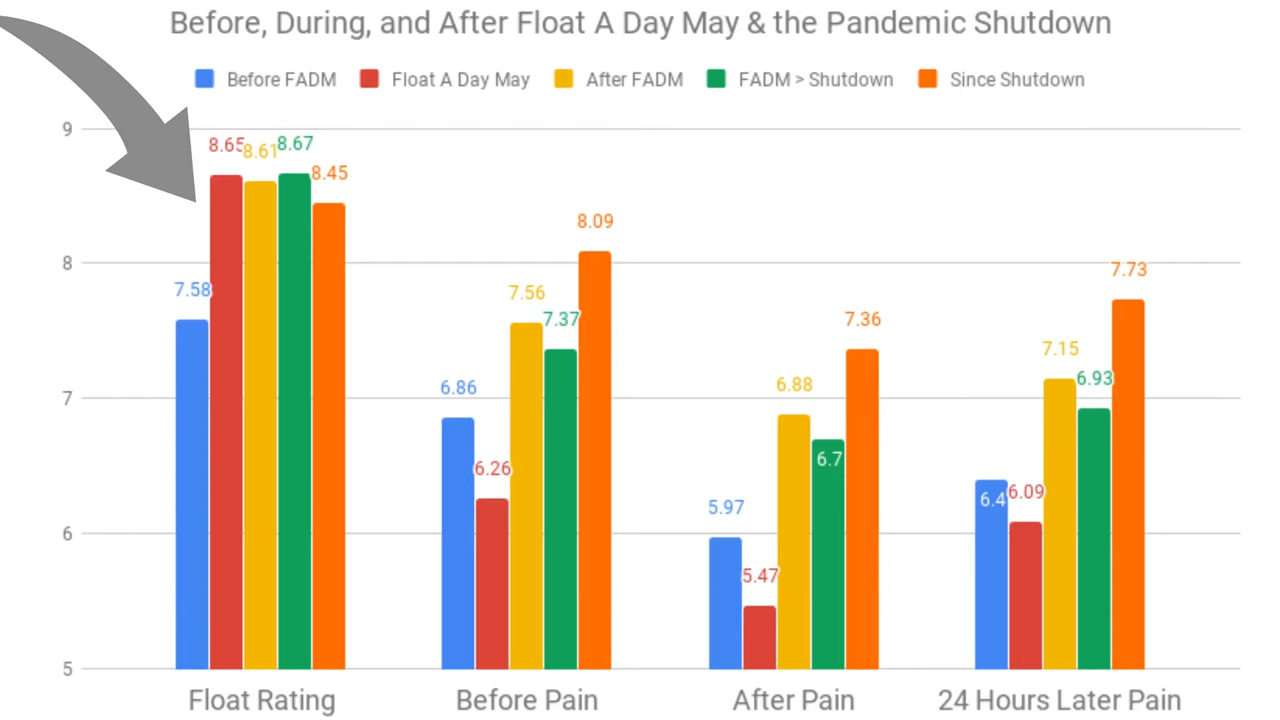 Before, During, and After Float A Day May & the Pandemic Shutdown
Before FADM Float A Day May After FADM FADM > Shutdown Since Shutdown
9
8
7
6
5
7.58 8.65 8.61 8.67 8.45
6.86 6.26 7.56 7.37 8.09
5.97 5.47 6.88 6.7 7.36
6.4 6.09 7.15 6.93 7.73
Float Rating Before Pain After Pain 24 Hours Later Pain